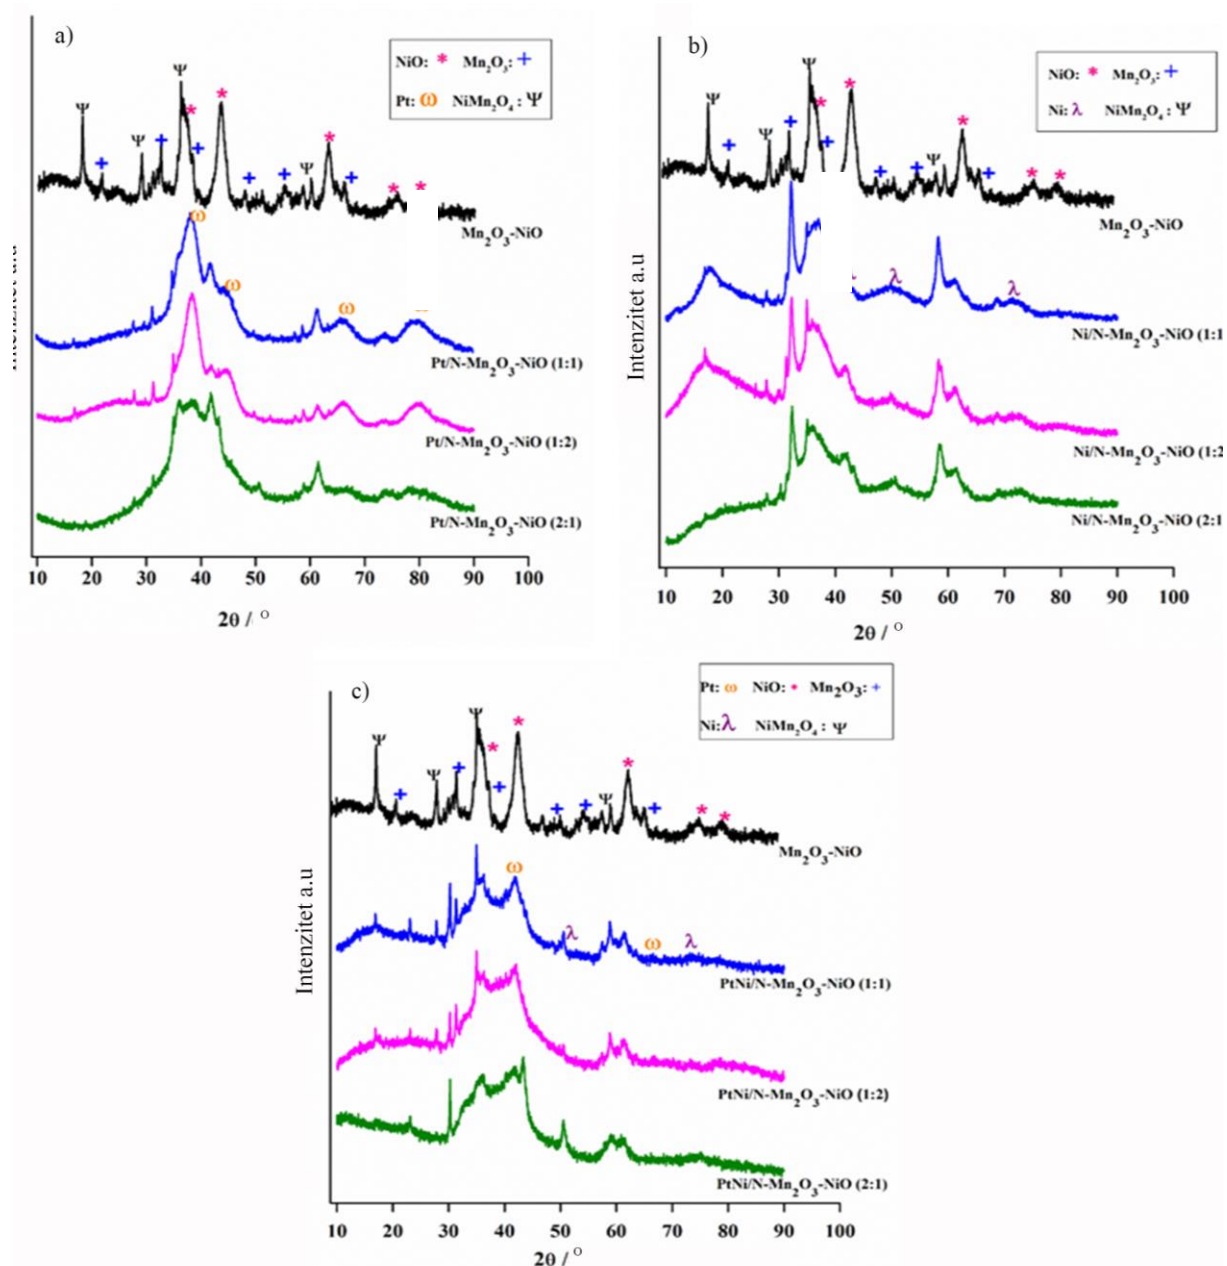 a)
NiO: * Mn₂O₃: +
Pt: ω NiMn₂O₄ : Ψ
Ψ
Ψ
*
*
+
Ψ
+
+
+
+
Ψ
+
*
*
*
Mn₂O₃-NiO
ω
ω
ω
Pt/N-Mn₂O₃-NiO (1:1)
Pt/N-Mn₂O₃-NiO (1:2)
Pt/N-Mn₂O₃-NiO (2:1)
10 20 30 40 50 60 70 80 90 100
2θ / °
b)
NiO: * Mn₂O₃: +
Ni: λ NiMn₂O₄ : Ψ
Ψ
Ψ
*
*
+
+
Ψ
+
+
+
Ψ
*
+
*
*
Mn₂O₃-NiO
λ
λ
Intenzitet a.u
Ni/N-Mn₂O₃-NiO (1:1
Ni/N-Mn₂O₃-NiO (1:2
Ni/N-Mn₂O₃-NiO (2:1
10 20 30 40 50 60 70 80 90 100
2θ / °
c)
Pt: ω NiO: * Mn₂O₃: +
Ni: λ NiMn₂O₄ : Ψ
Ψ
Ψ
*
*
+
Ψ
+
+
+
+
Ψ
*
+
*
*
Mn₂O₃-NiO
ω
λ
ω
λ
Intenzitet a.u
PtNi/N-Mn₂O₃-NiO (1:1)
PtNi/N-Mn₂O₃-NiO (1:2)
PtNi/N-Mn₂O₃-NiO (2:1)
10 20 30 40 50 60 70 80 90 100
2θ / °